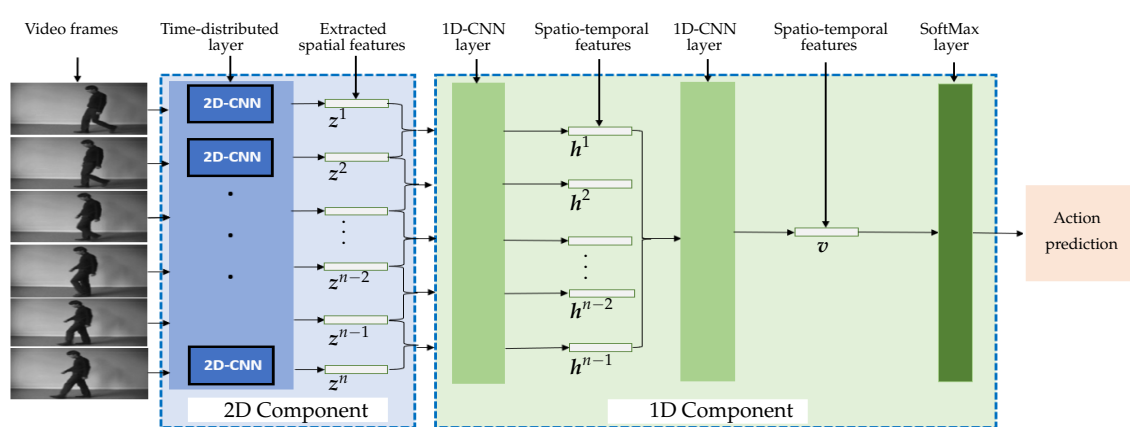 Video frames
Time-distributed
layer
Extracted
spatial features
1D-CNN
layer
Spatio-temporal
features
1D-CNN
layer
Spatio-temporal
features
SoftMax
layer
2D-CNN
2D-CNN
2D-CNN
z¹
z²
zⁿ⁻²
zⁿ⁻¹
zⁿ
2D Component
h¹
h²
hⁿ⁻²
hⁿ⁻¹
v
1D Component
Action
prediction